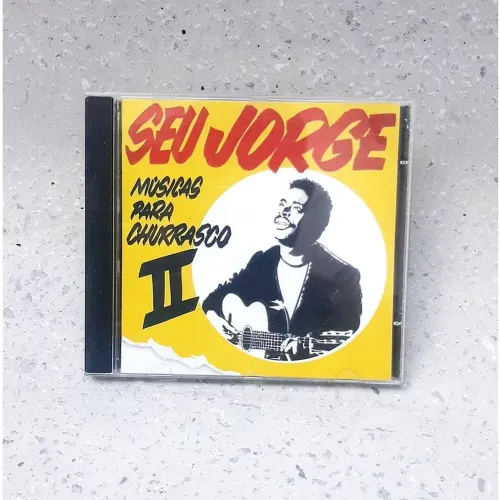 SEU JORGE
MÚSICAS
PARA
CHURRASCO
II